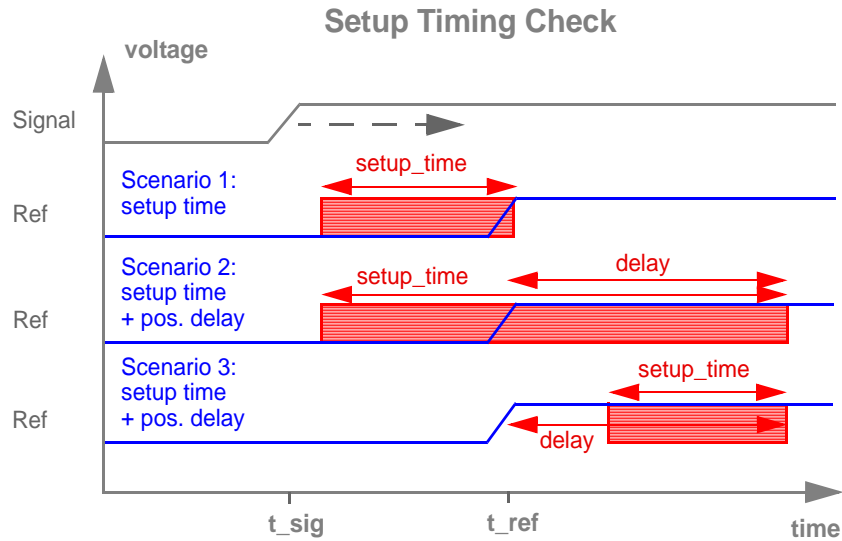 Setup Timing Check
voltage
Signal
setup_time
Scenario 1:
setup time
Ref
Scenario 2:
setup time
+ pos. delay
setup_time
delay
Ref
Scenario 3:
setup time
+ pos. delay
setup_time
Ref
delay
t_sig
t_ref
time